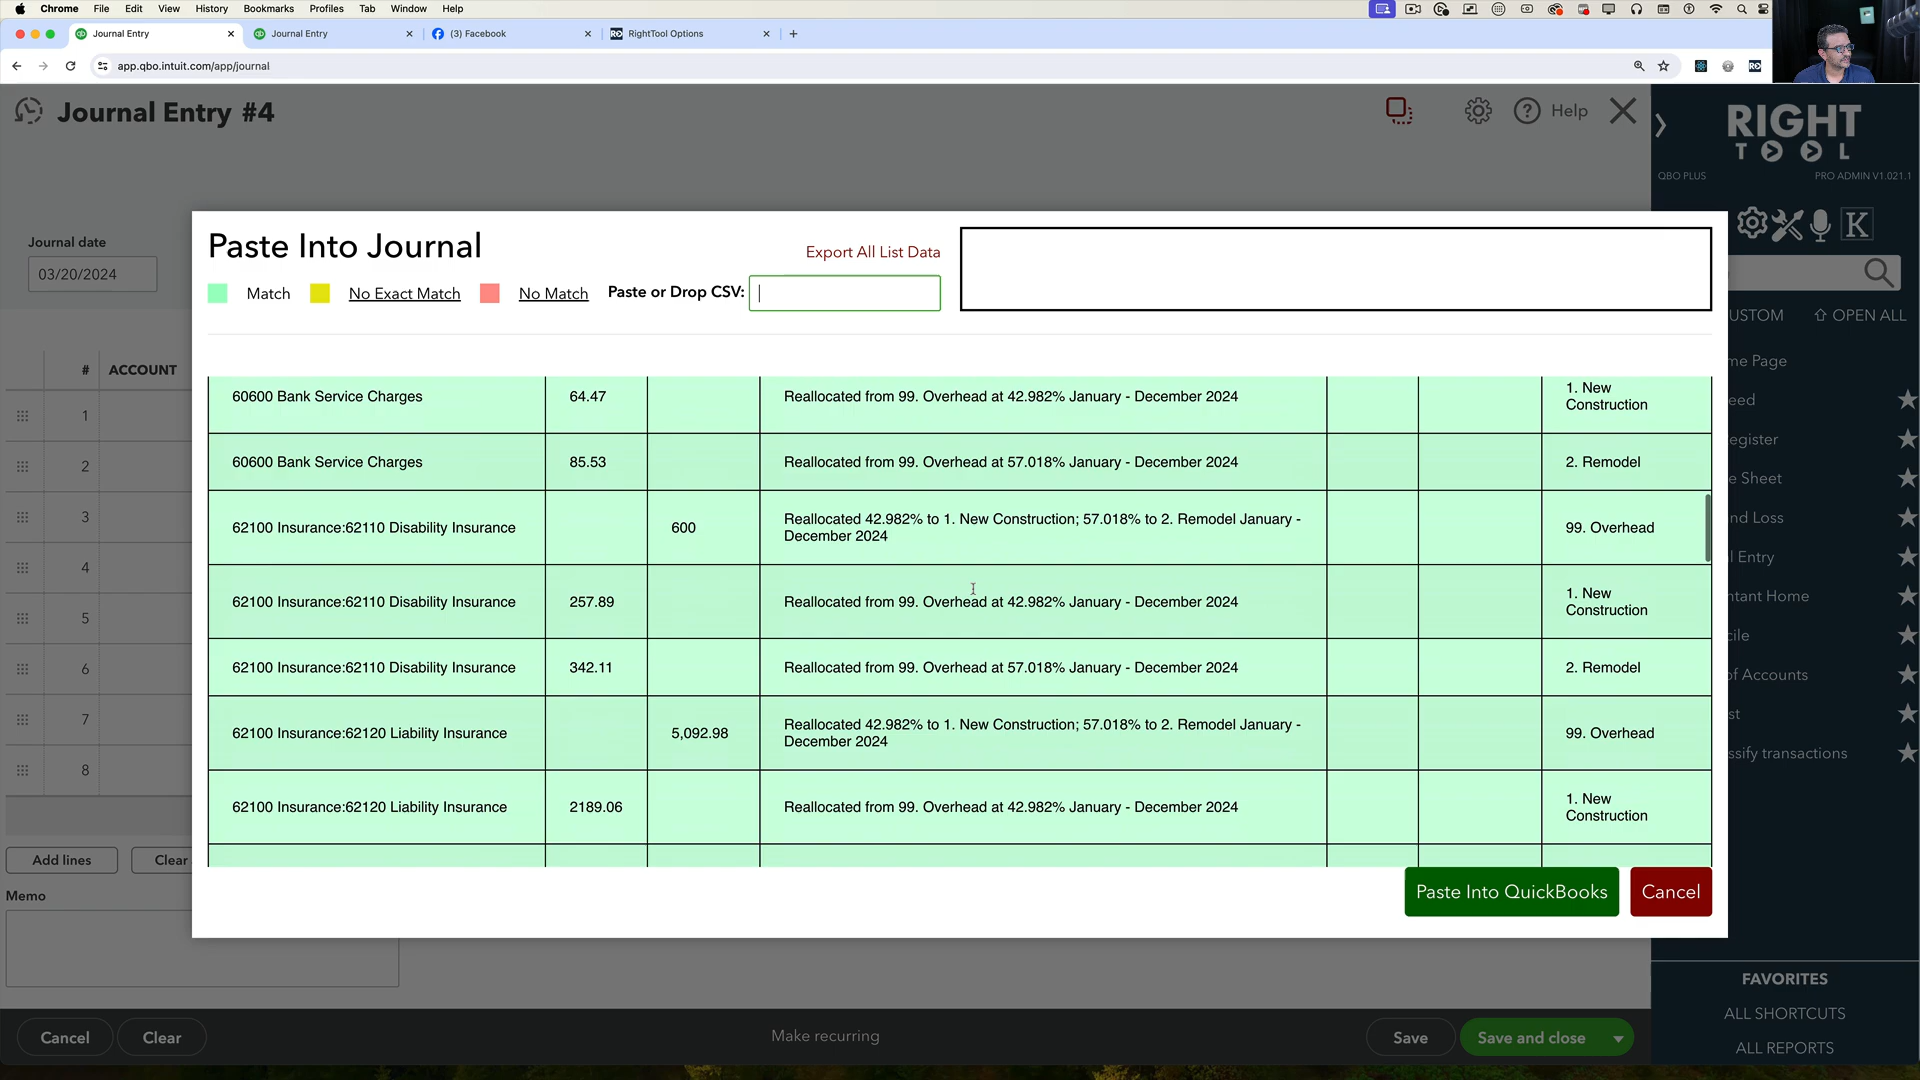 Chrome File Edit View History Bookmarks Profiles Tab Window Help
Journal Entry
Journal Entry
(3) Facebook
RightTool Options
app.qbo.intuit.com/app/journal
Journal Entry #4
Help
RIGHT
TOOL
QBO PLUS
PRO ADMIN V1.021.1
K
Journal date
03/20/2024
Paste Into Journal
Export All List Data
Match
No Exact Match
No Match
Paste or Drop CSV:
USTOM
OPEN ALL
# ACCOUNT
1
2
3
4
5
6
7
8
60600 Bank Service Charges 64.47 Reallocated from 99. Overhead at 42.982% January - December 2024 1. New
Construction
60600 Bank Service Charges 85.53 Reallocated from 99. Overhead at 57.018% January - December 2024 2. Remodel
62100 Insurance:62110 Disability Insurance 600 Reallocated 42.982% to 1. New Construction; 57.018% to 2. Remodel January -
December 2024 99. Overhead
62100 Insurance:62110 Disability Insurance 257.89 Reallocated from 99. Overhead at 42.982% January - December 2024 1. New
Construction
62100 Insurance:62110 Disability Insurance 342.11 Reallocated from 99. Overhead at 57.018% January - December 2024 2. Remodel
62100 Insurance:62120 Liability Insurance 5,092.98 Reallocated 42.982% to 1. New Construction; 57.018% to 2. Remodel January -
December 2024 99. Overhead
62100 Insurance:62120 Liability Insurance 2189.06 Reallocated from 99. Overhead at 42.982% January - December 2024 1. New
Construction
Paste Into QuickBooks
Cancel
me Page
eed
egister
e Sheet
nd Loss
l Entry
ntant Home
cile
of Accounts
st
ssify transactions
Add lines
Clear
Memo
FAVORITES
ALL SHORTCUTS
ALL REPORTS
Cancel
Clear
Make recurring
Save
Save and close